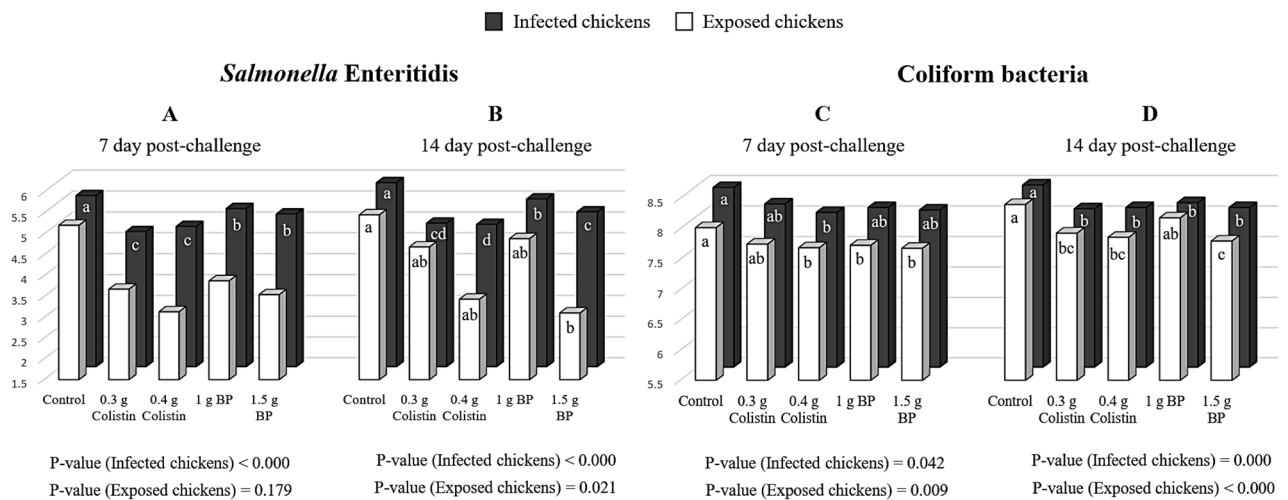 Infected chickens Exposed chickens
Salmonella Enteritidis
Coliform bacteria
A
7 day post-challenge
6
5.5
5
4.5
4
3.5
3
2.5
2
1.5
a
c
c
b
b
Control
0.3 g
Colistin
0.4 g
Colistin
1 g BP
1.5 g
BP
P-value (Infected chickens) < 0.000
P-value (Exposed chickens) = 0.179
B
14 day post-challenge
a
cd
d
b
c
a
ab
ab
ab
b
Control
0.3 g
Colistin
0.4 g
Colistin
1 g BP
1.5 g
BP
P-value (Infected chickens) < 0.000
P-value (Exposed chickens) = 0.021
C
7 day post-challenge
8.5
8
7.5
7
6.5
6
5.5
a
ab
b
ab
ab
a
ab
b
b
b
Control
0.3 g
Colistin
0.4 g
Colistin
1 g BP
1.5 g
BP
P-value (Infected chickens) = 0.042
P-value (Exposed chickens) = 0.009
D
14 day post-challenge
a
b
b
b
b
a
bc
bc
ab
c
Control
0.3 g
Colistin
0.4 g
Colistin
1 g BP
1.5 g
BP
P-value (Infected chickens) = 0.000
P-value (Exposed chickens) < 0.000